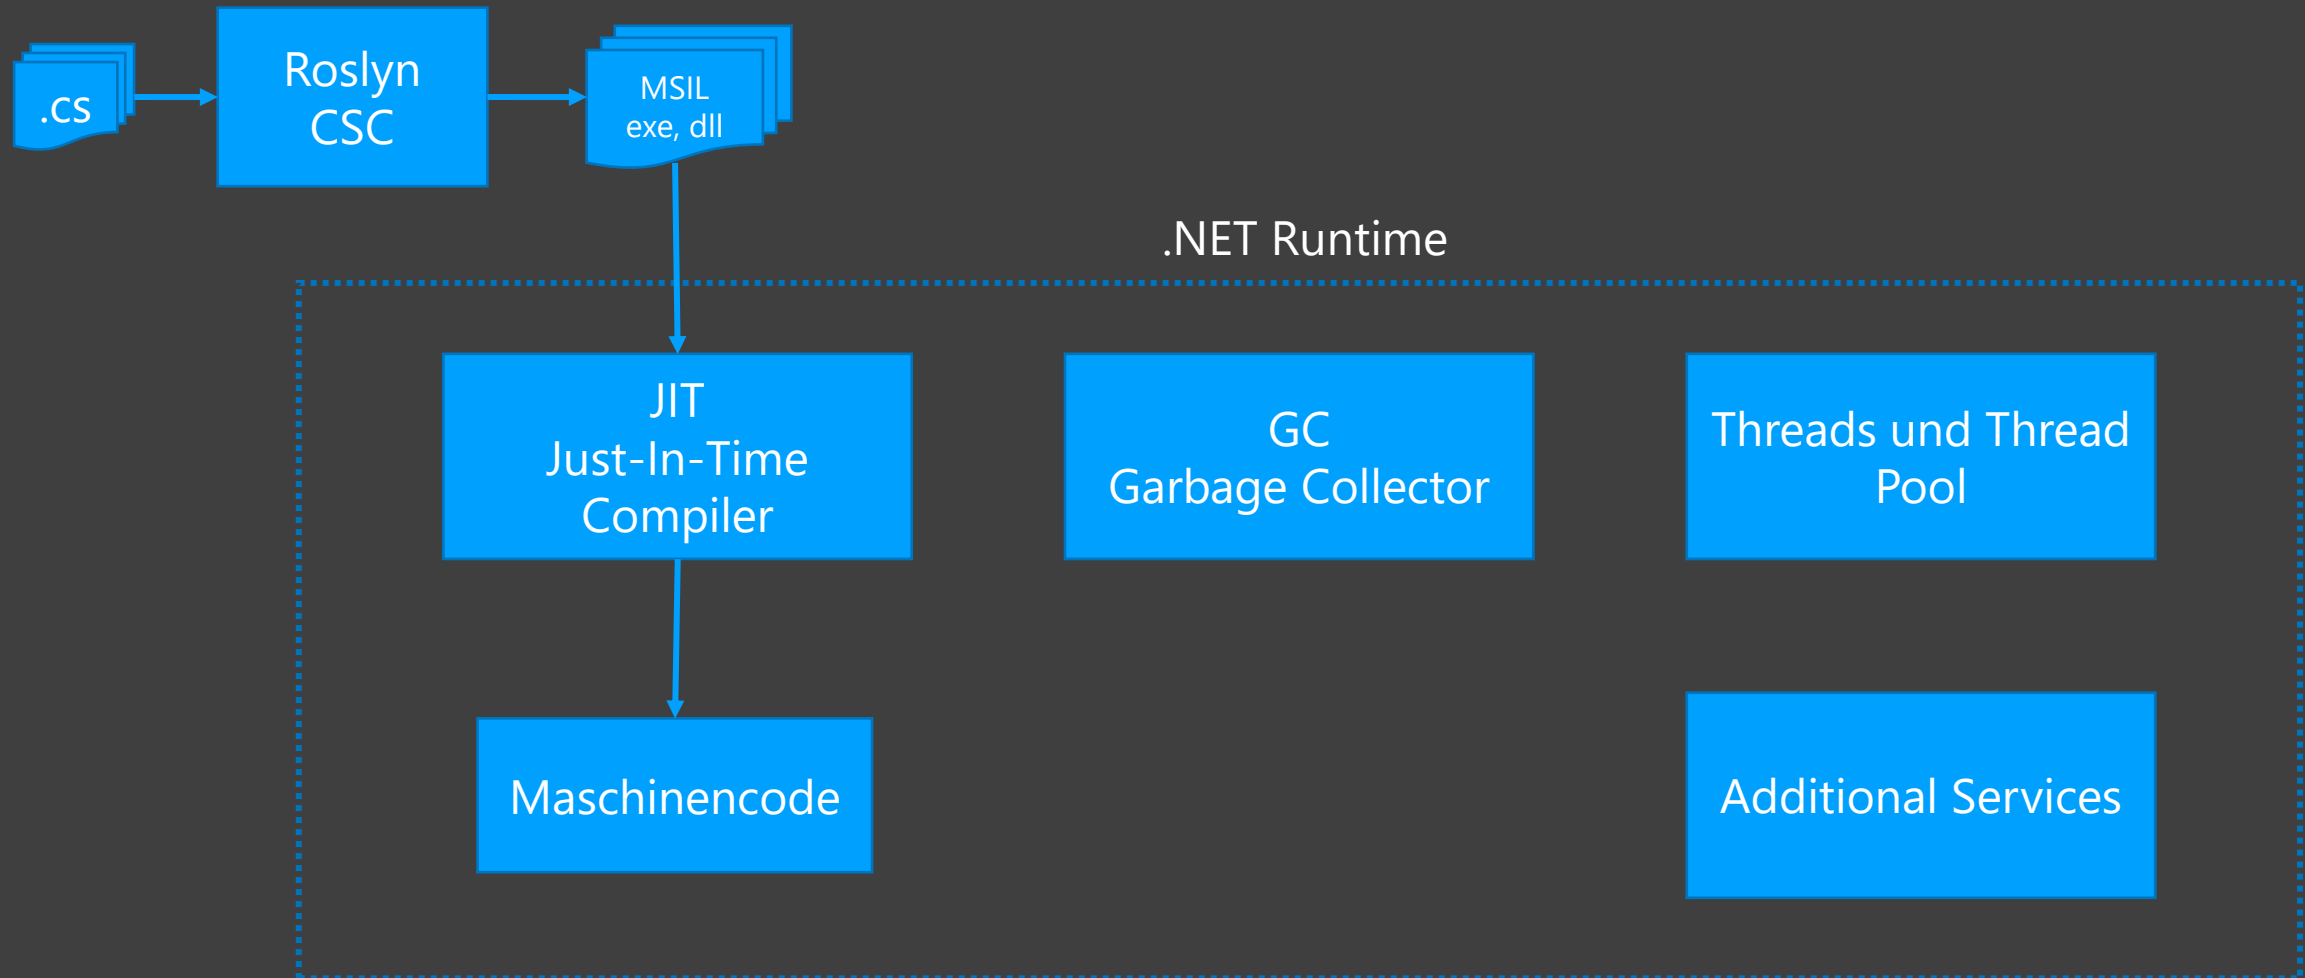 .cs
Roslyn
CSC
MSIL
exe, dll
.NET Runtime
JIT
Just-In-Time
Compiler
GC
Garbage Collector
Threads und Thread
Pool
Maschinencode
Additional Services